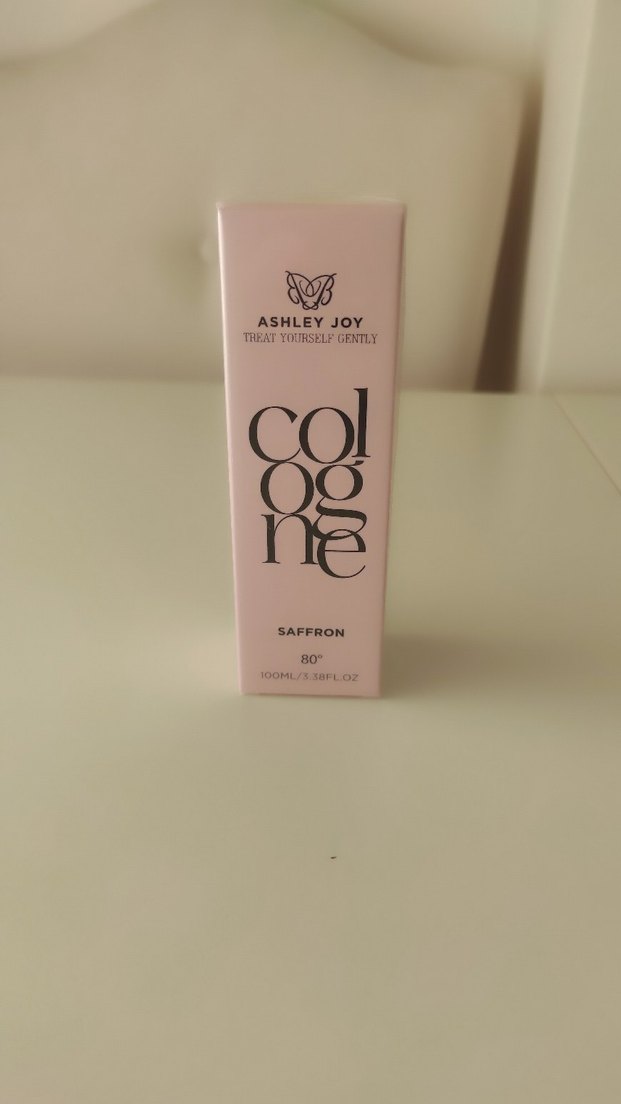 ASHLEY JOY
TREAT YOURSELF GENTLY
col
og
ne
SAFFRON
80°
100ML/3.38FL.OZ